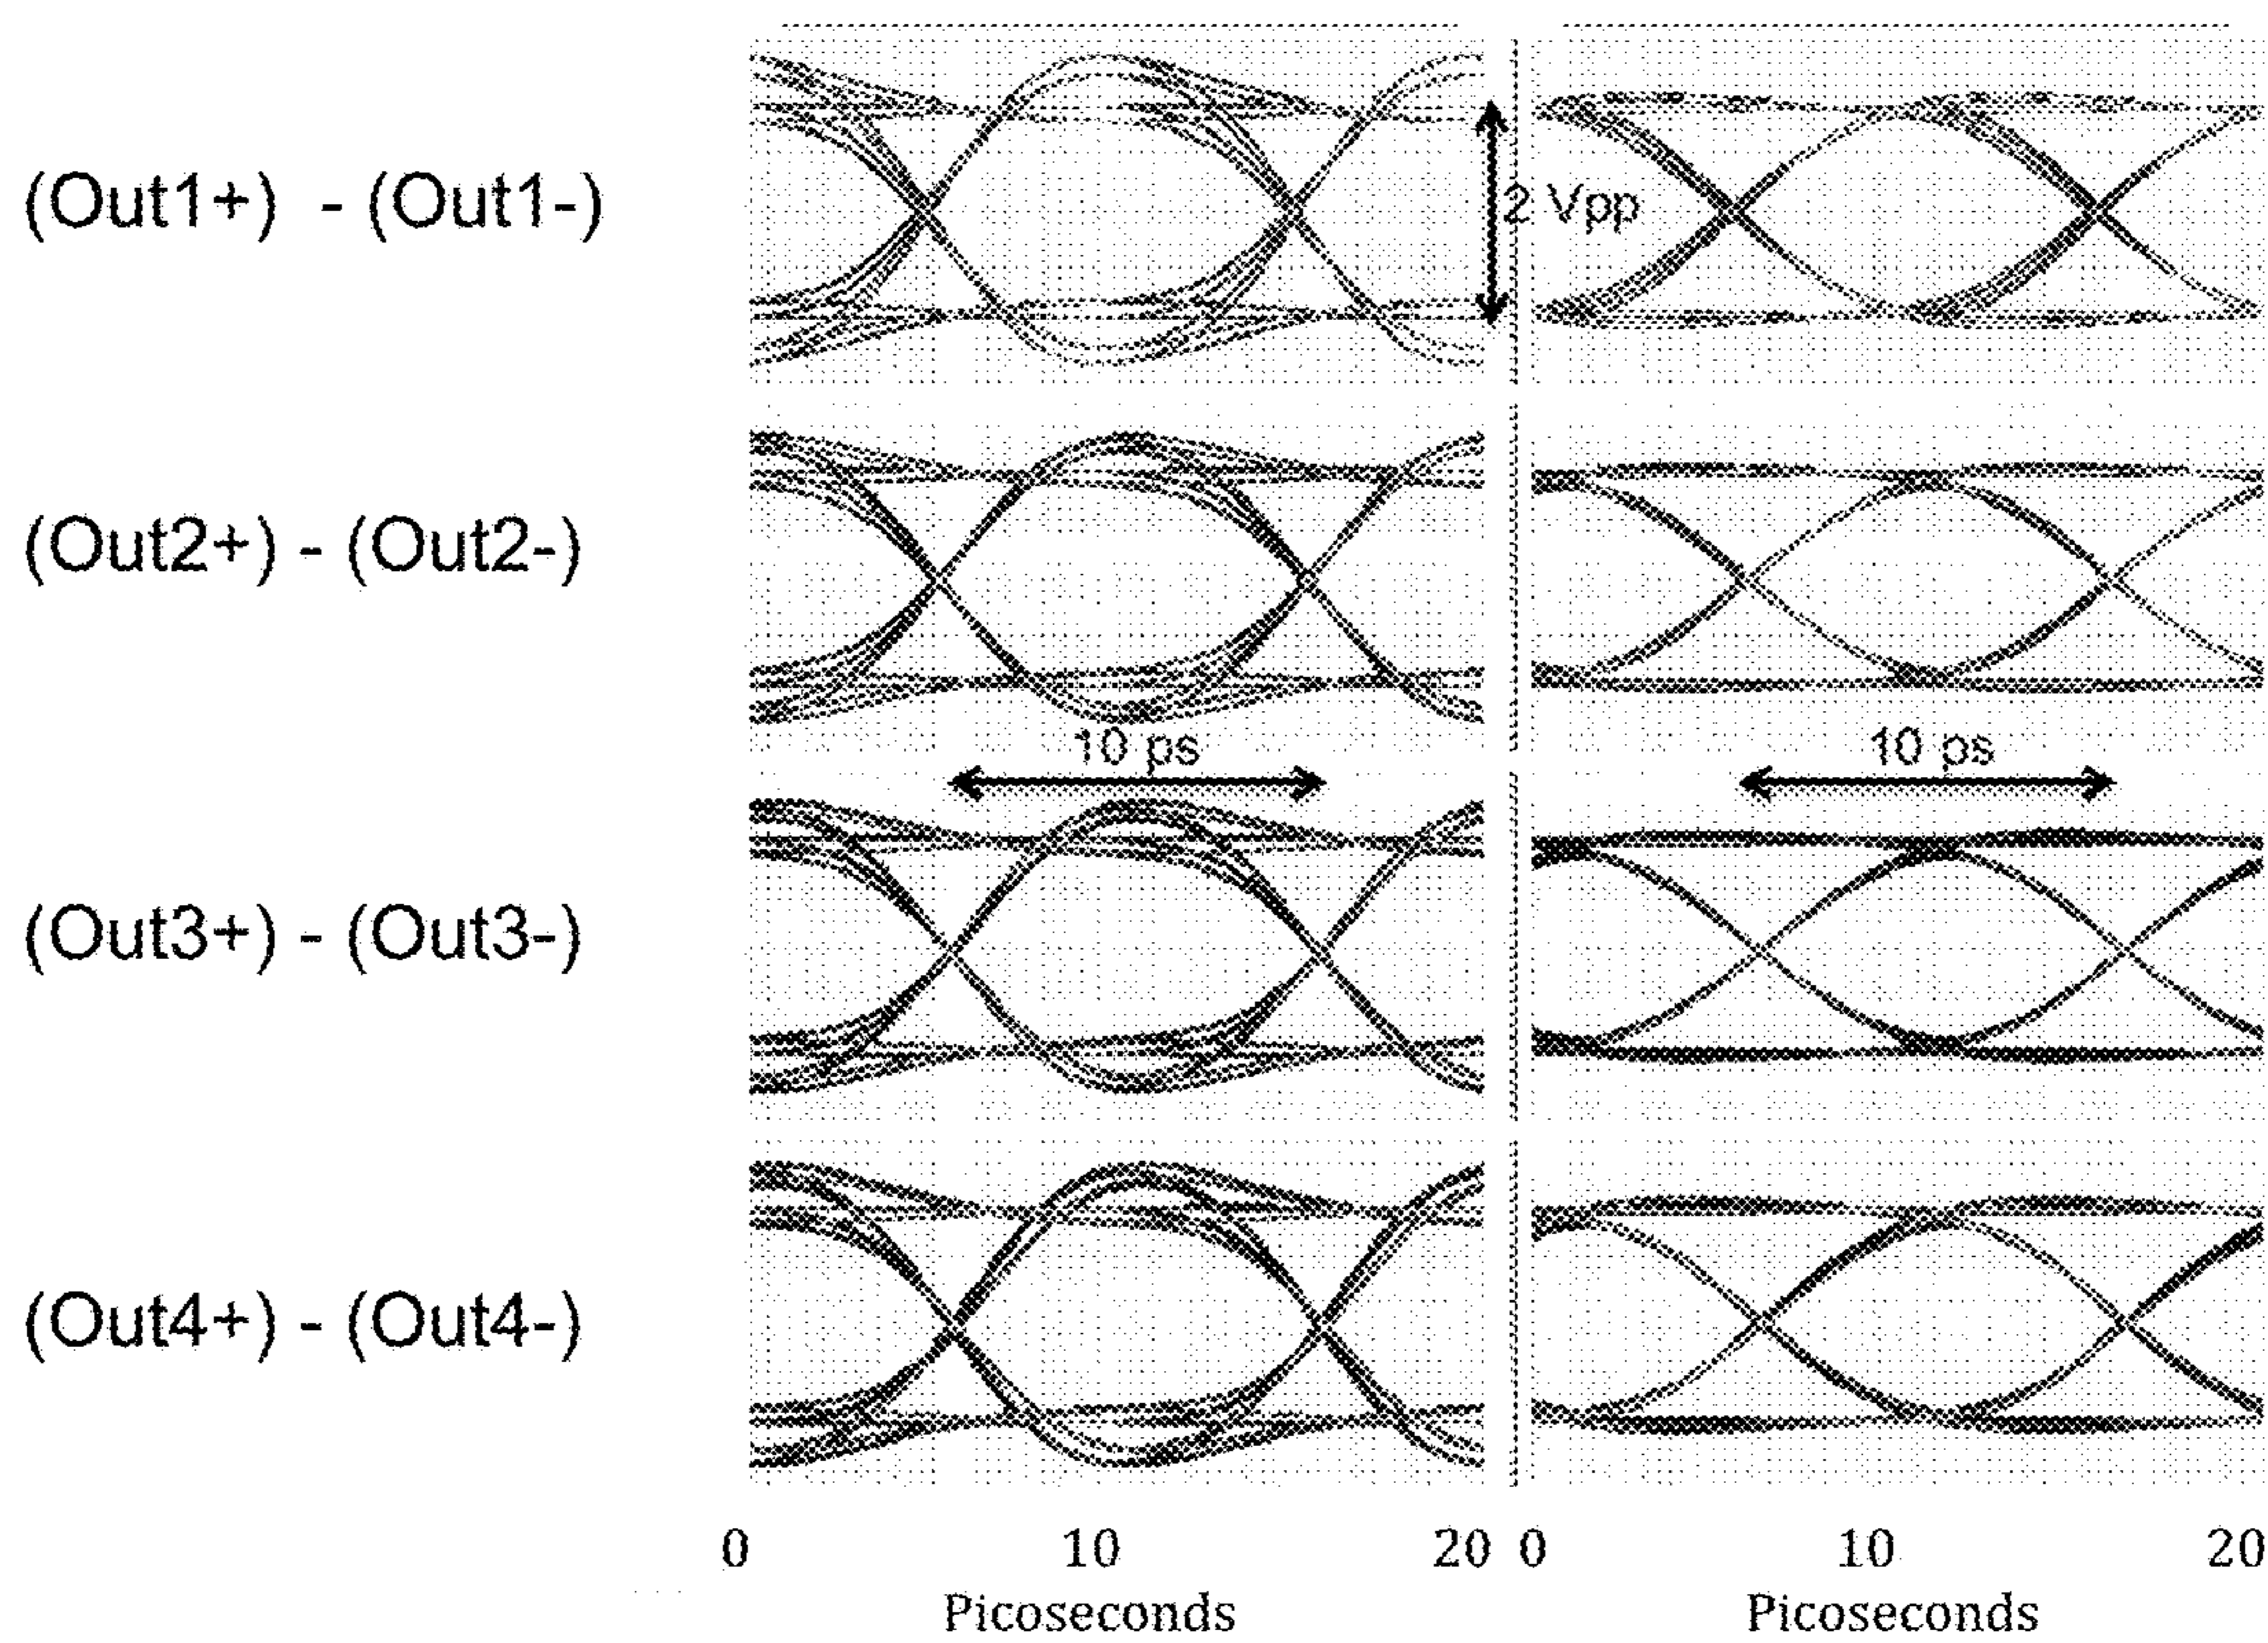 (Out1+) - (Out1-)
2 Vpp
(Out2+) - (Out2-)
10 ps 10 ps
(Out3+) - (Out3-)
(Out4+) - (Out4-)
0 10 20 0 10 20
Picoseconds Picoseconds